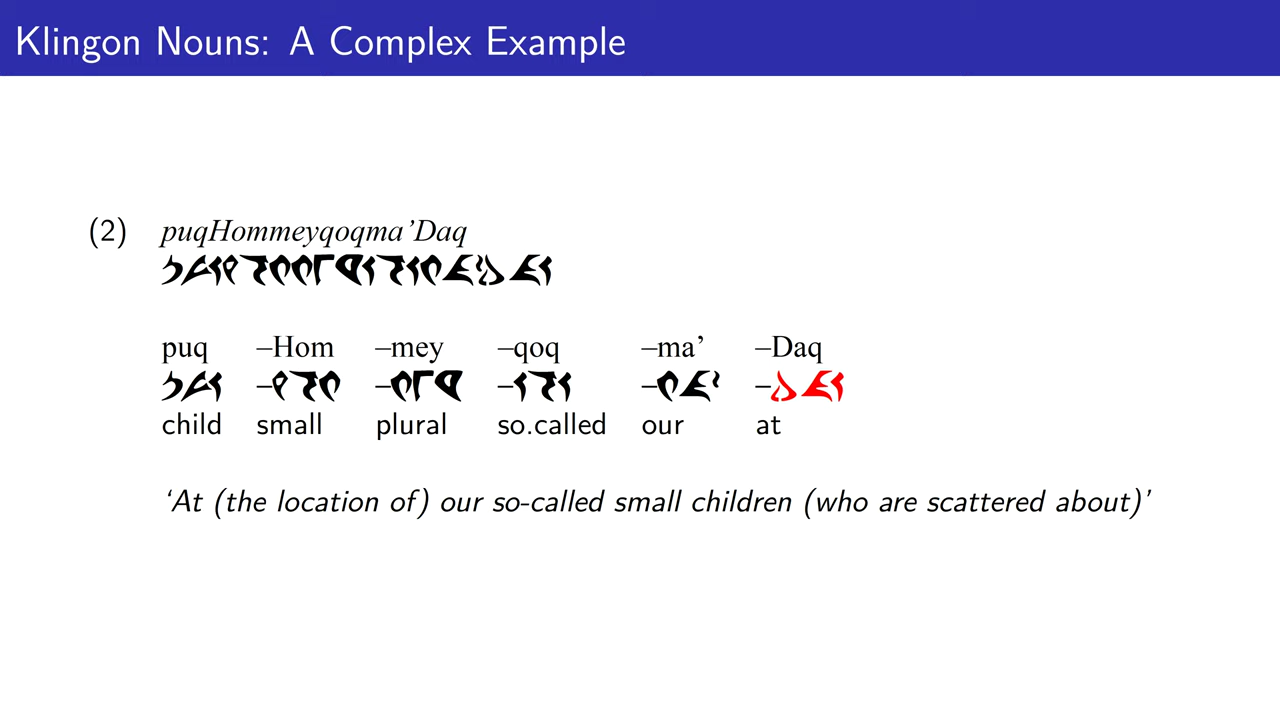 Klingon Nouns: A Complex Example
(2) puqHommeyqoqma’Daq

puq –Hom –mey –qoq –ma’ –Daq
 – – – – –
child small plural so.called our at
‘At (the location of) our so-called small children (who are scattered about)’